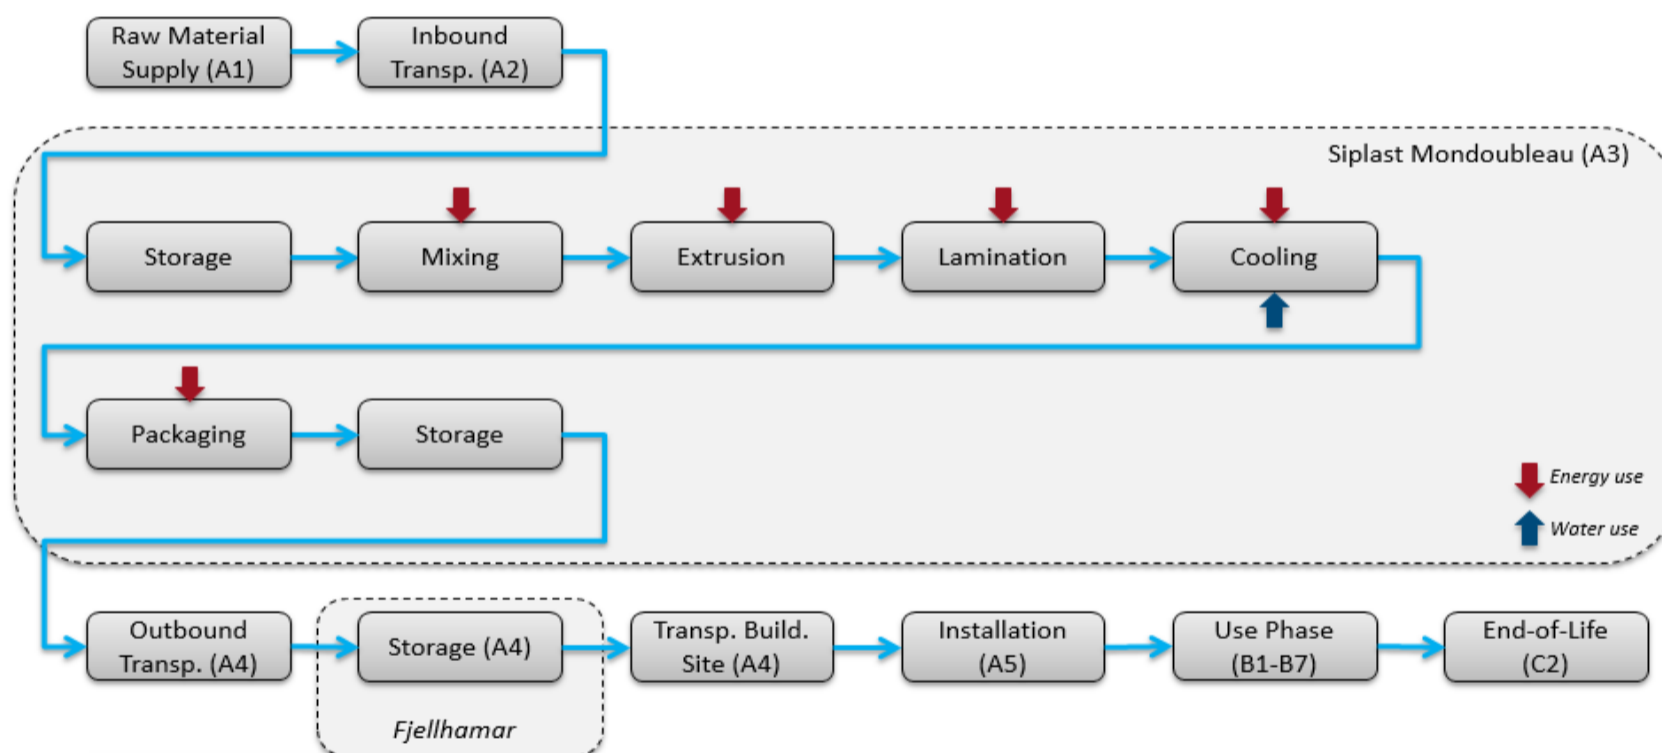 Raw Material
Supply (A1)
Inbound
Transp. (A2)
Siplast Mondoubleau (A3)
Storage
Mixing
Extrusion
Lamination
Cooling
Packaging
Storage
Energy use
Water use
Outbound
Transp. (A4)
Storage (A4)
Transp. Build.
Site (A4)
Installation
(A5)
Use Phase
(B1-B7)
End-of-Life
(C2)
Fjellhamar